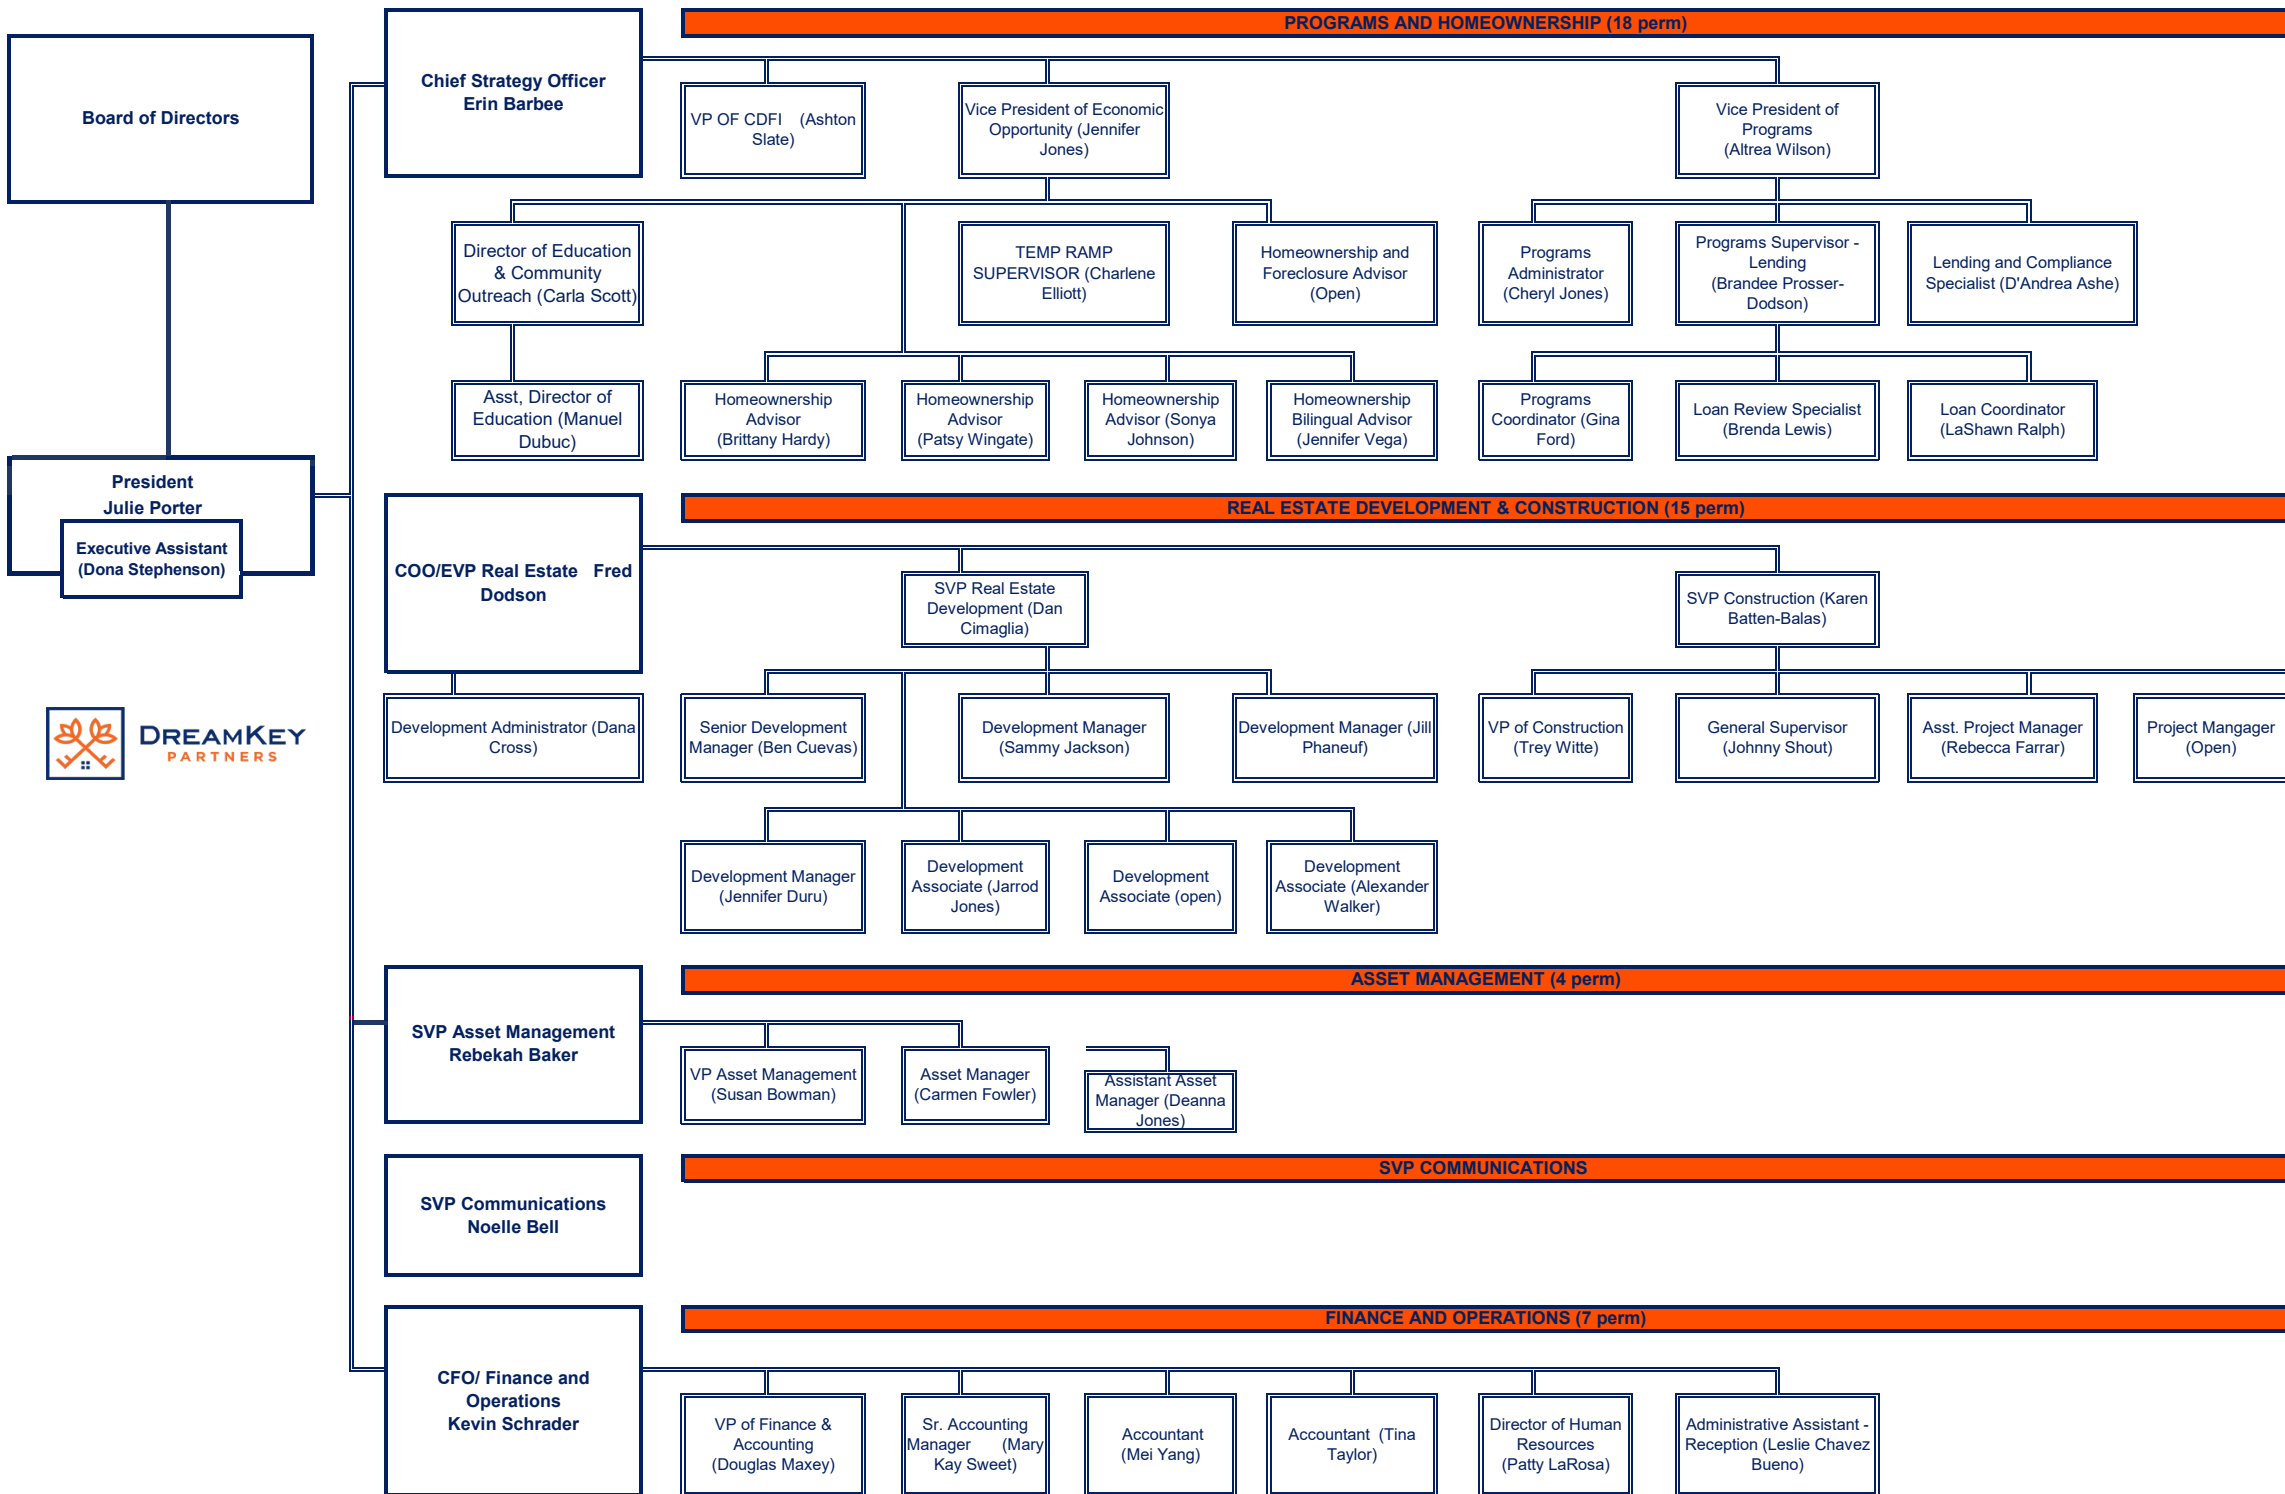 PROGRAMS AND HOMEOWNERSHIP (18 perm)
Board of Directors
Chief Strategy Officer
Erin Barbee
VP OF CDFI (Ashton
Slate)
Vice President of Economic
Opportunity (Jennifer
Jones)
Vice President of
Programs
(Altrea Wilson)
Director of Education
& Community
Outreach (Carla Scott)
TEMP RAMP
SUPERVISOR (Charlene
Elliott)
Homeownership and
Foreclosure Advisor
(Open)
Programs
Administrator
(Cheryl Jones)
Programs Supervisor -
Lending
(Brandee Prosser-
Dodson)
Lending and Compliance
Specialist (D'Andrea Ashe)
Asst, Director of
Education (Manuel
Dubuc)
Homeownership
Advisor
(Brittany Hardy)
Homeownership
Advisor
(Patsy Wingate)
Homeownership
Advisor (Sonya
Johnson)
Homeownership
Bilingual Advisor
(Jennifer Vega)
Programs
Coordinator (Gina
Ford)
Loan Review Specialist
(Brenda Lewis)
Loan Coordinator
(LaShawn Ralph)
President
Julie Porter
Executive Assistant
(Dona Stephenson)
REAL ESTATE DEVELOPMENT & CONSTRUCTION (15 perm)
COO/EVP Real Estate Fred
Dodson
SVP Real Estate
Development (Dan
Cimaglia)
SVP Construction (Karen
Batten-Balas)
DREAMKEY
PARTNERS
Development Administrator (Dana
Cross)
Senior Development
Manager (Ben Cuevas)
Development Manager
(Sammy Jackson)
Development Manager (Jill
Phaneuf)
VP of Construction
(Trey Witte)
General Supervisor
(Johnny Shout)
Asst. Project Manager
(Rebecca Farrar)
Project Mangager
(Open)
Development Manager
(Jennifer Duru)
Development
Associate (Jarrod
Jones)
Development
Associate (open)
Development
Associate (Alexander
Walker)
ASSET MANAGEMENT (4 perm)
SVP Asset Management
Rebekah Baker
VP Asset Management
(Susan Bowman)
Asset Manager
(Carmen Fowler)
Assistant Asset
Manager (Deanna
Jones)
SVP COMMUNICATIONS
SVP Communications
Noelle Bell
FINANCE AND OPERATIONS (7 perm)
CFO/ Finance and
Operations
Kevin Schrader
VP of Finance &
Accounting
(Douglas Maxey)
Sr. Accounting
Manager (Mary
Kay Sweet)
Accountant
(Mei Yang)
Accountant (Tina
Taylor)
Director of Human
Resources
(Patty LaRosa)
Administrative Assistant -
Reception (Leslie Chavez
Bueno)